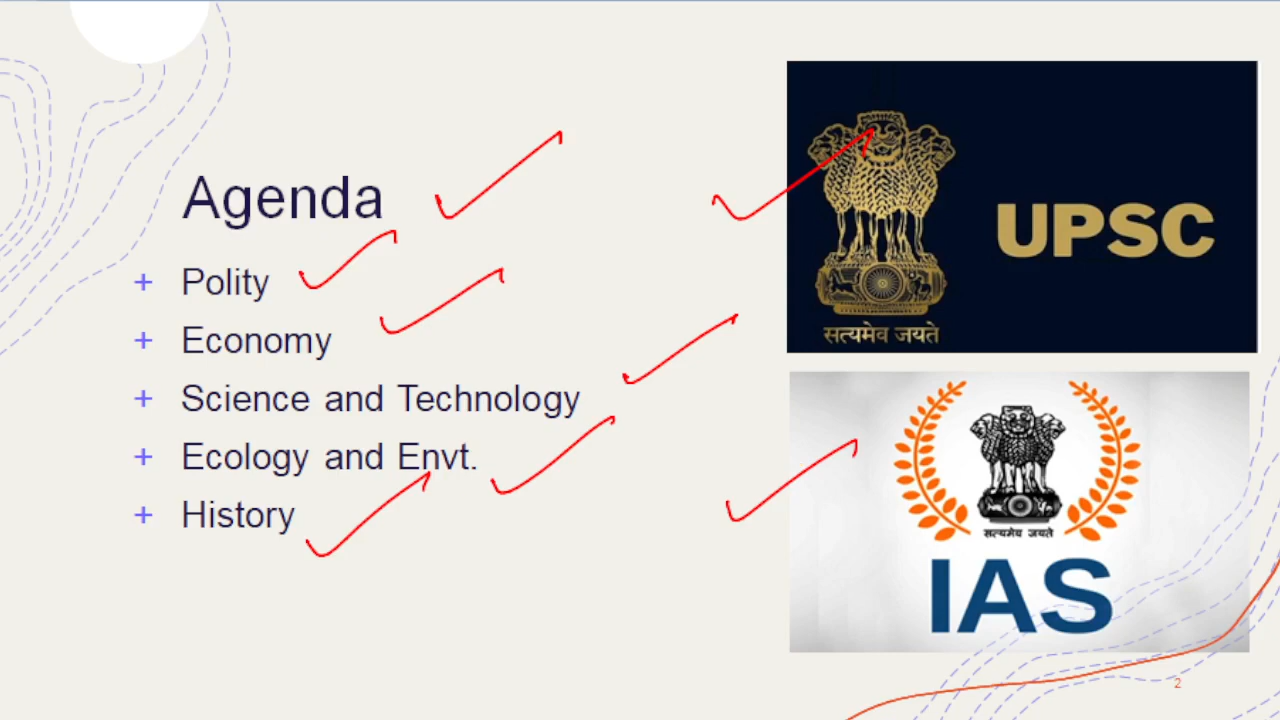 Agenda
+ Polity
+ Economy
+ Science and Technology
+ Ecology and Envt.
+ History
UPSC
सत्यमेव जयते
सत्यमेव जयते
IAS
2